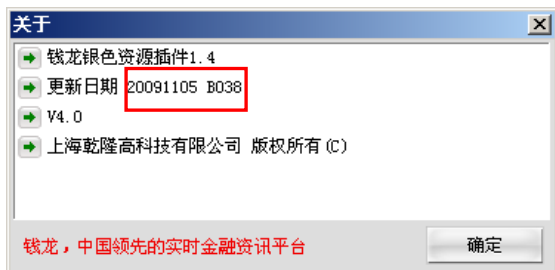 关于
钱龙银色资源插件1.4
更新日期 20091105 B038
V4.0
上海乾隆高科技有限公司 版权所有(C)
钱龙，中国领先的实时金融资讯平台
确定